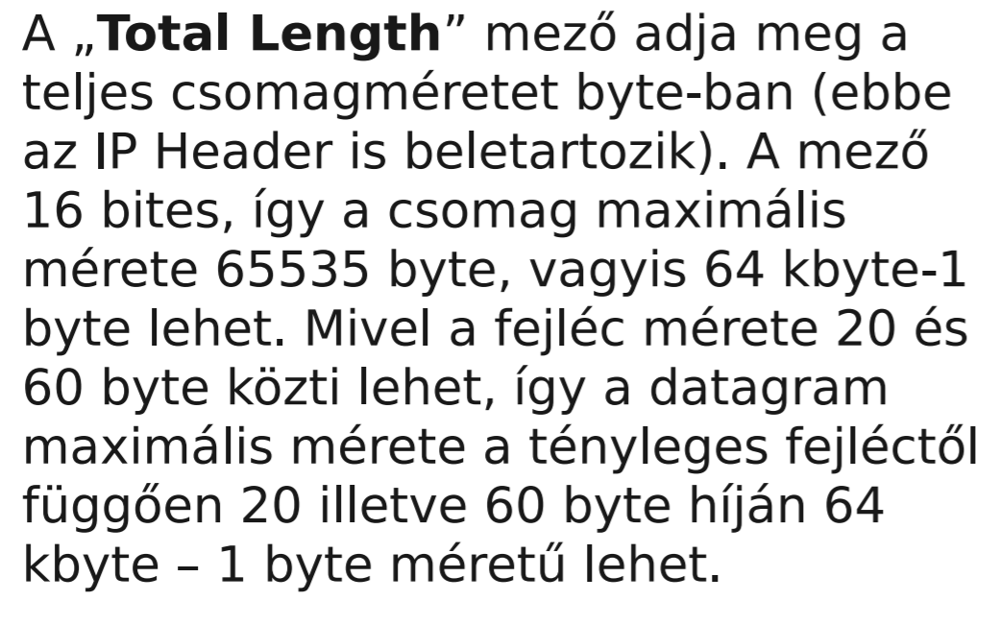 A „Total Length” mező adja meg a
teljes csomagméretet byte-ban (ebbe
az IP Header is beletartozik). A mező
16 bites, így a csomag maximális
mérete 65535 byte, vagyis 64 kbyte-1
byte lehet. Mivel a fejléc mérete 20 és
60 byte közti lehet, így a datagram
maximális mérete a tényleges fejléctől
függően 20 illetve 60 byte híján 64
kbyte – 1 byte méretű lehet.